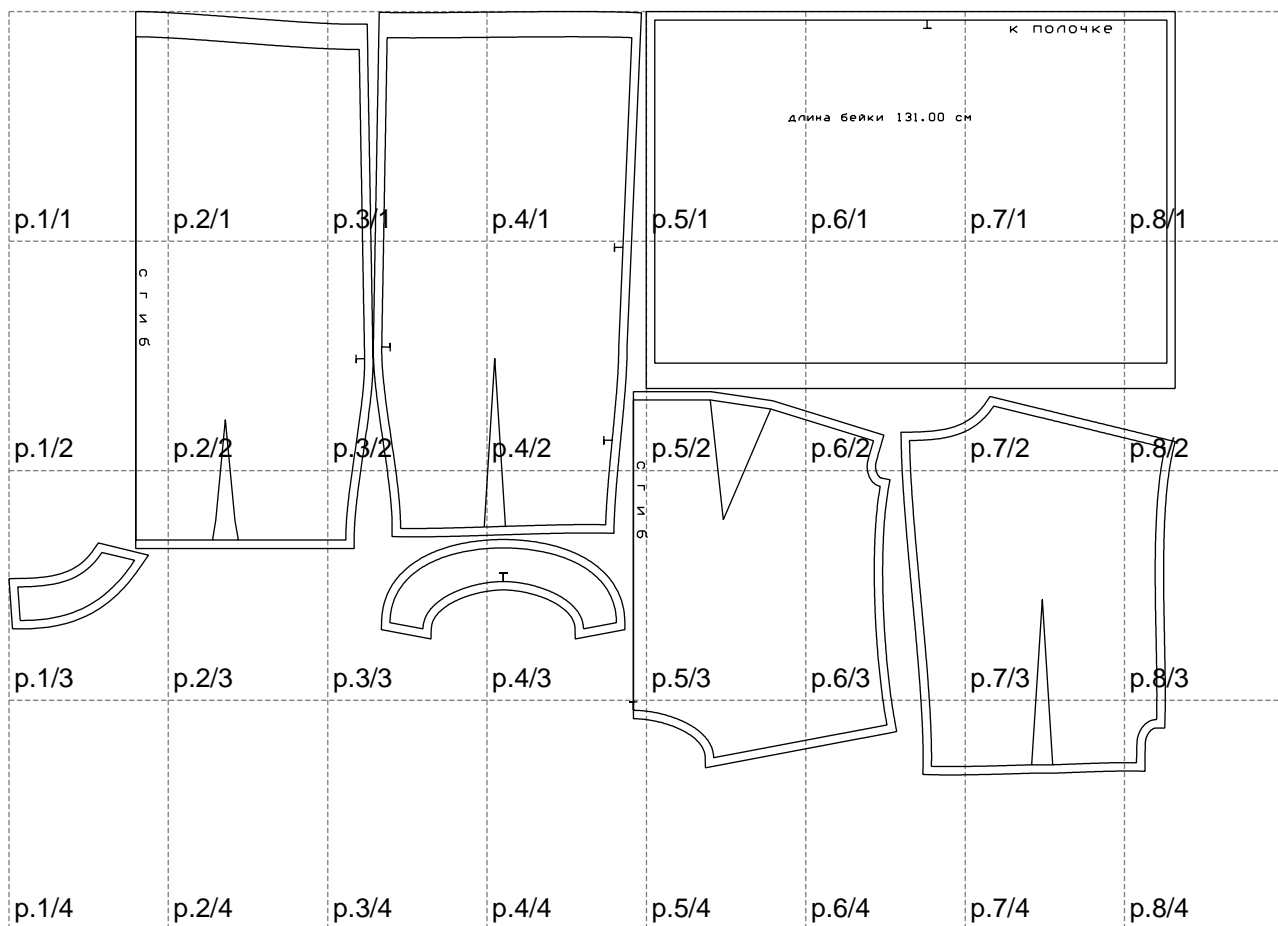 к полочке
длина бейки 131.00 см
p.1/1 p.2/1 p.3/1 p.4/1 p.5/1 p.6/1 p.7/1 p.8/1
сгиб
p.1/2 p.2/2 p.3/2 p.4/2 p.5/2 p.6/2 p.7/2 p.8/2
сгиб
p.1/3 p.2/3 p.3/3 p.4/3 p.5/3 p.6/3 p.7/3 p.8/3
p.1/4 p.2/4 p.3/4 p.4/4 p.5/4 p.6/4 p.7/4 p.8/4